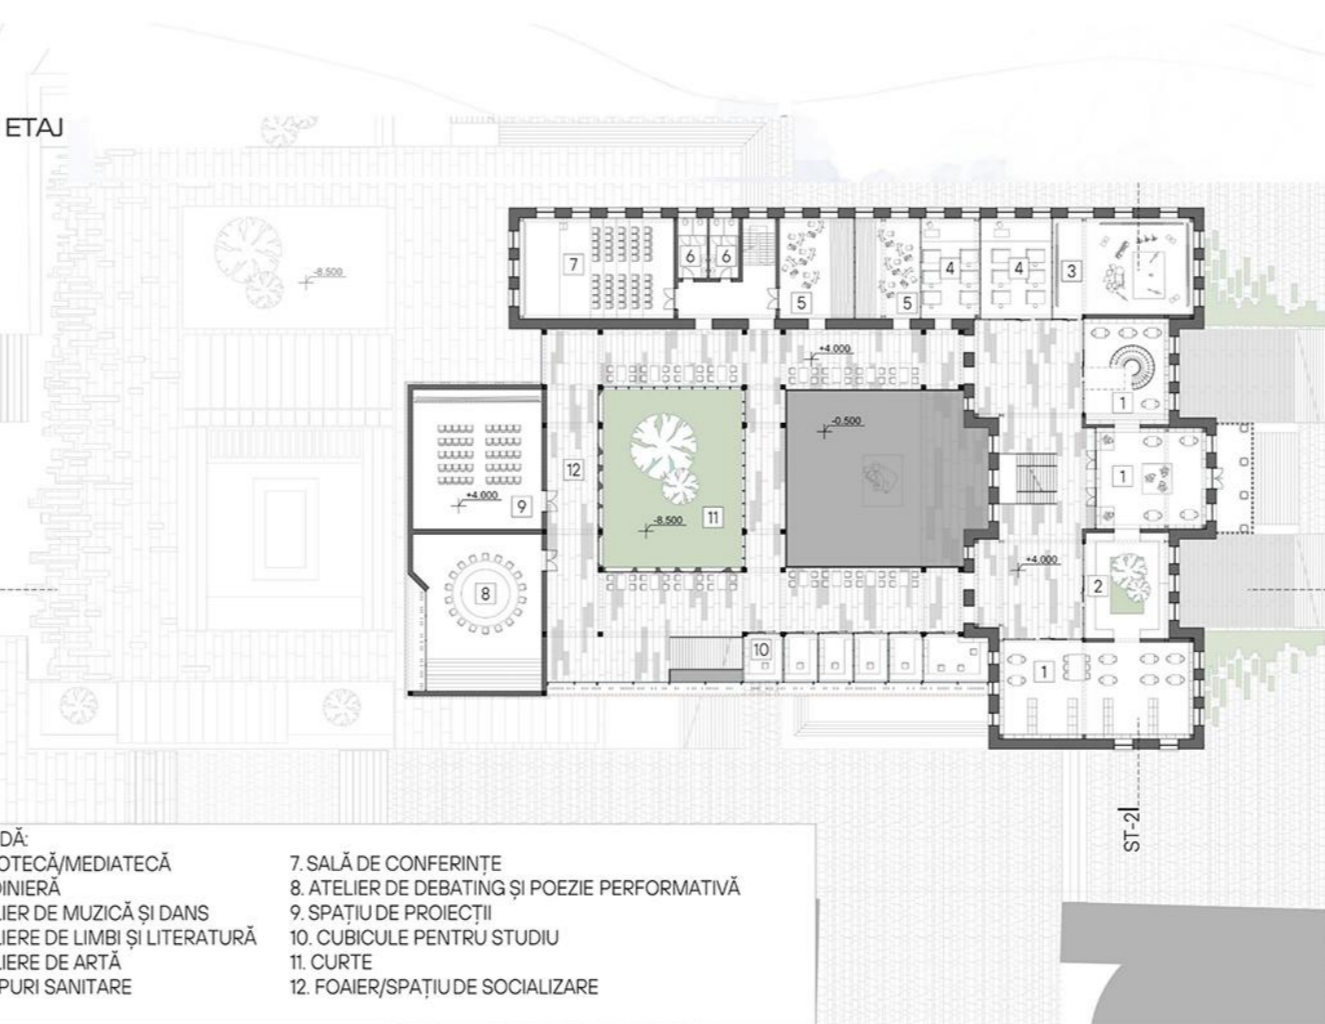 ETAJ
-8.500
7
6
6
5
5
4
4
3
+4.000
1
-0.500
12
1
+4.000
9
-8.500
11
+4.000
2
8
10
1
ST-2
DĂ:
OTECĂ/MEDIATECĂ
DINIERĂ
LIER DE MUZICĂ ȘI DANS
LIERE DE LIMBI ȘI LITERATURĂ
LIERE DE ARTĂ
PURI SANITARE
7. SALĂ DE CONFERINȚE
8. ATELIER DE DEBATING ȘI POEZIE PERFORMATIVĂ
9. SPAȚIU DE PROIECȚII
10. CUBICULE PENTRU STUDIU
11. CURTE
12. FOAIER/SPAȚIU DE SOCIALIZARE